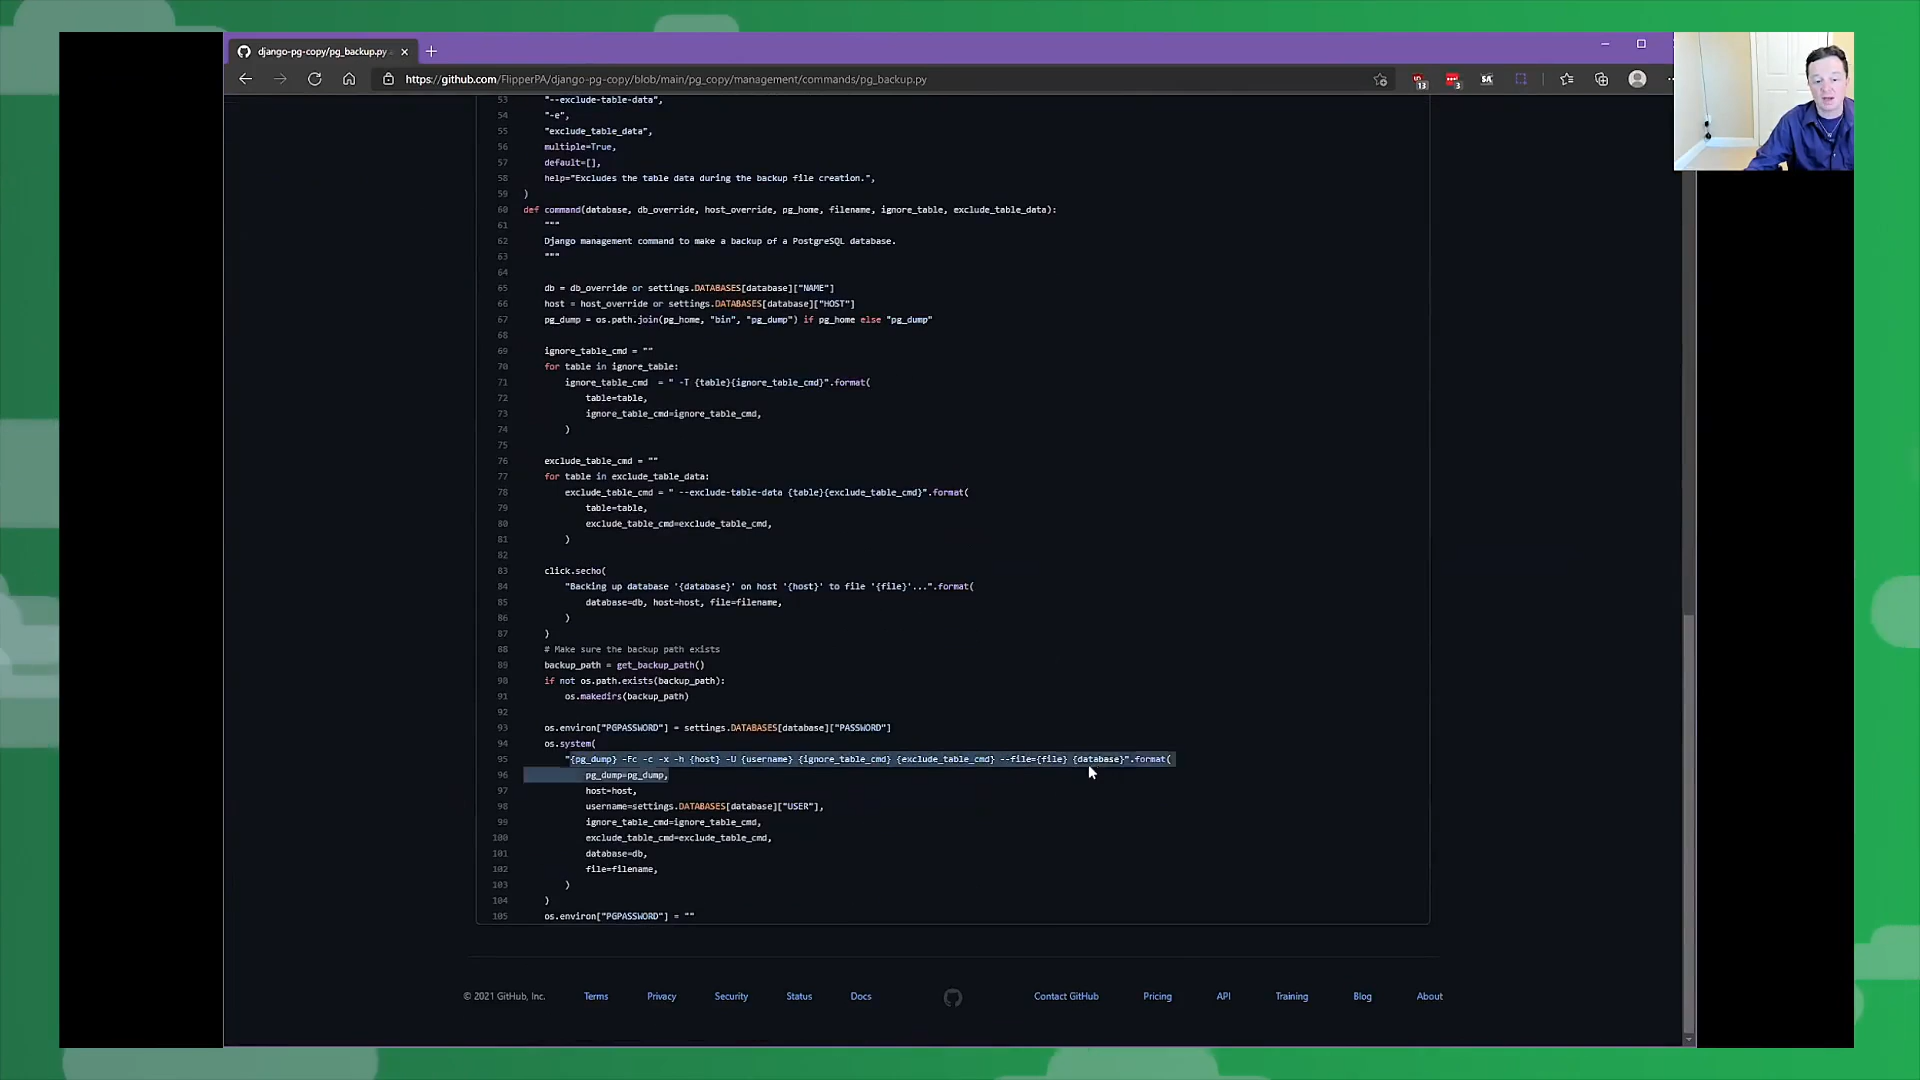 django-pg-copy/pg_backup.py
https://github.com/FlipperPA/django-pg-copy/blob/main/pg_copy/management/commands/pg_backup.py
13
3
53 "--exclude-table-data",
54 "-e",
55 "exclude_table_data",
56 multiple=True,
57 default=[],
58 help="Excludes the table data during the backup file creation.",
59 )
60 def command(database, db_override, host_override, pg_home, filename, ignore_table, exclude_table_data):
61 """
62 Django management command to make a backup of a PostgreSQL database.
63 """
64
65 db = db_override or settings.DATABASES[database]["NAME"]
66 host = host_override or settings.DATABASES[database]["HOST"]
67 pg_dump = os.path.join(pg_home, "bin", "pg_dump") if pg_home else "pg_dump"
68
69 ignore_table_cmd = ""
70 for table in ignore_table:
71 ignore_table_cmd = " -T {table}{ignore_table_cmd}".format(
72 table=table,
73 ignore_table_cmd=ignore_table_cmd,
74 )
75
76 exclude_table_cmd = ""
77 for table in exclude_table_data:
78 exclude_table_cmd = " --exclude-table-data {table}{exclude_table_cmd}".format(
79 table=table,
80 exclude_table_cmd=exclude_table_cmd,
81 )
82
83 click.secho(
84 "Backing up database '{database}' on host '{host}' to file '{file}'...".format(
85 database=db, host=host, file=filename,
86 )
87 )
88 # Make sure the backup path exists
89 backup_path = get_backup_path()
90 if not os.path.exists(backup_path):
91 os.makedirs(backup_path)
92
93 os.environ["PGPASSWORD"] = settings.DATABASES[database]["PASSWORD"]
94 os.system(
95 "{pg_dump} -Fc -c -x -h {host} -U {username} {ignore_table_cmd} {exclude_table_cmd} --file={file} {database}".format(
96 pg_dump=pg_dump,
97 host=host,
98 username=settings.DATABASES[database]["USER"],
99 ignore_table_cmd=ignore_table_cmd,
100 exclude_table_cmd=exclude_table_cmd,
101 database=db,
102 file=filename,
103 )
104 )
105 os.environ["PGPASSWORD"] = ""
© 2021 GitHub, Inc. Terms Privacy Security Status Docs Contact GitHub Pricing API Training Blog About